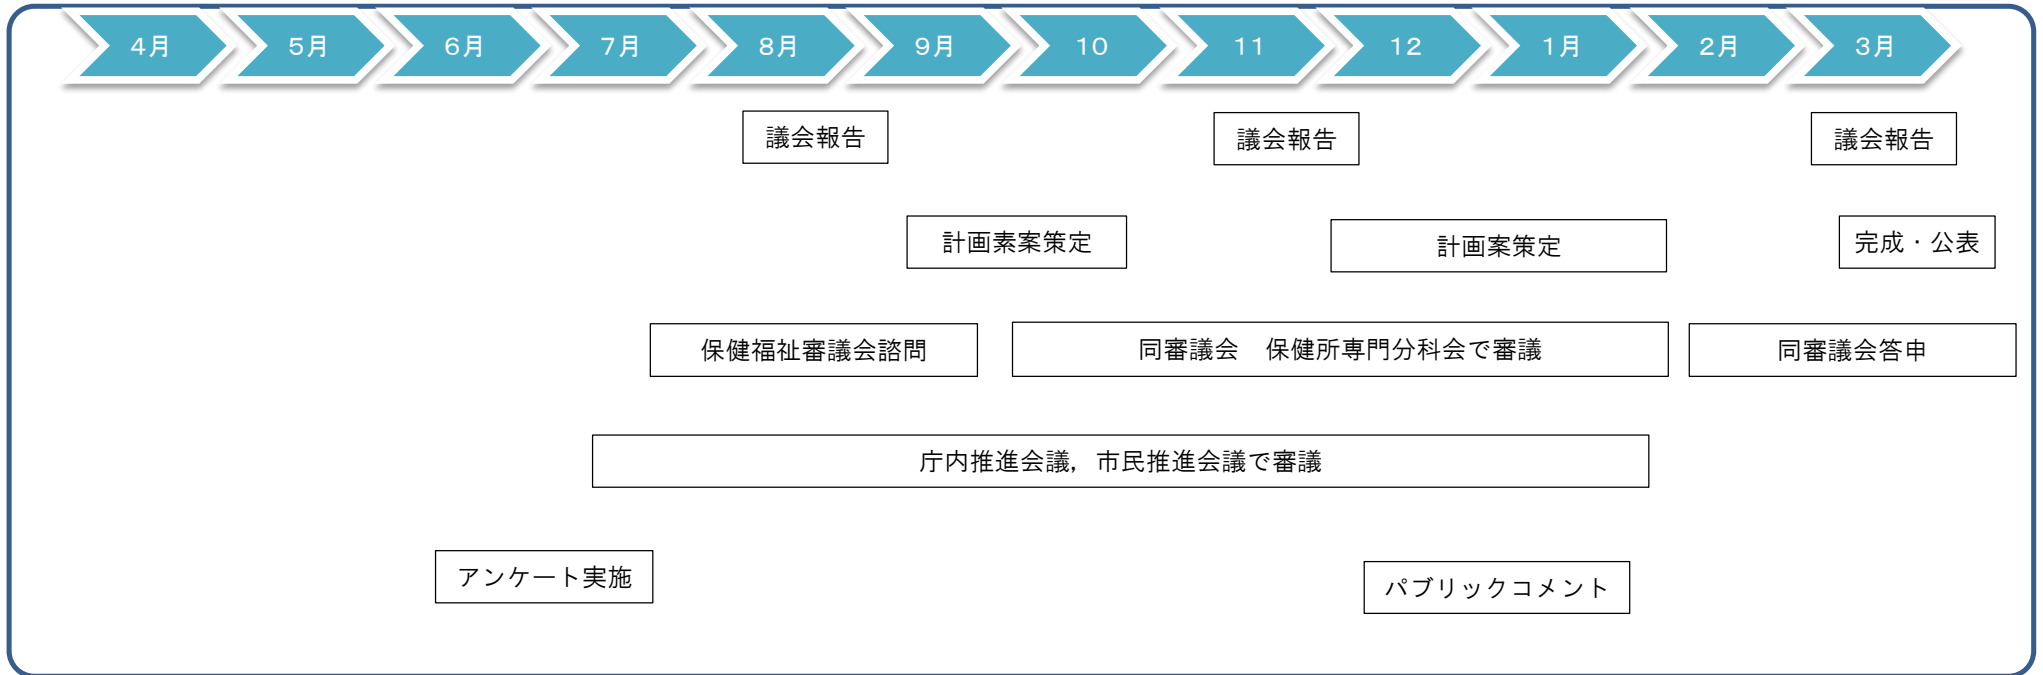 4月
5月
6月
7月
8月
9月
10
11
12
1月
2月
3月
議会報告
議会報告
議会報告
計画素案策定
計画案策定
完成・公表
保健福祉審議会諮問
同審議会　保健所専門分科会で審議
同審議会答申
庁内推進会議，市民推進会議で審議
アンケート実施
パブリックコメント